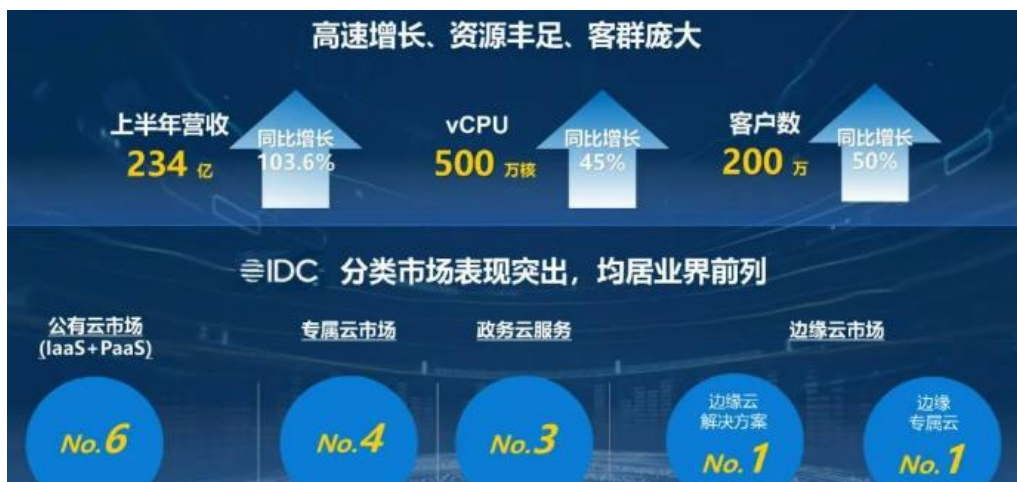 高速增长、资源丰足、客群庞大
上半年营收
234 亿
同比增长
103.6%
vCPU
500 万核
同比增长
45%
客户数
200 万
同比增长
50%
IDC 分类市场表现突出，均居业界前列
公有云市场
(IaaS+PaaS)
No.6
专属云市场
No.4
政务云服务
No.3
边缘云市场
边缘云
解决方案
No.1
边缘
专属云
No.1